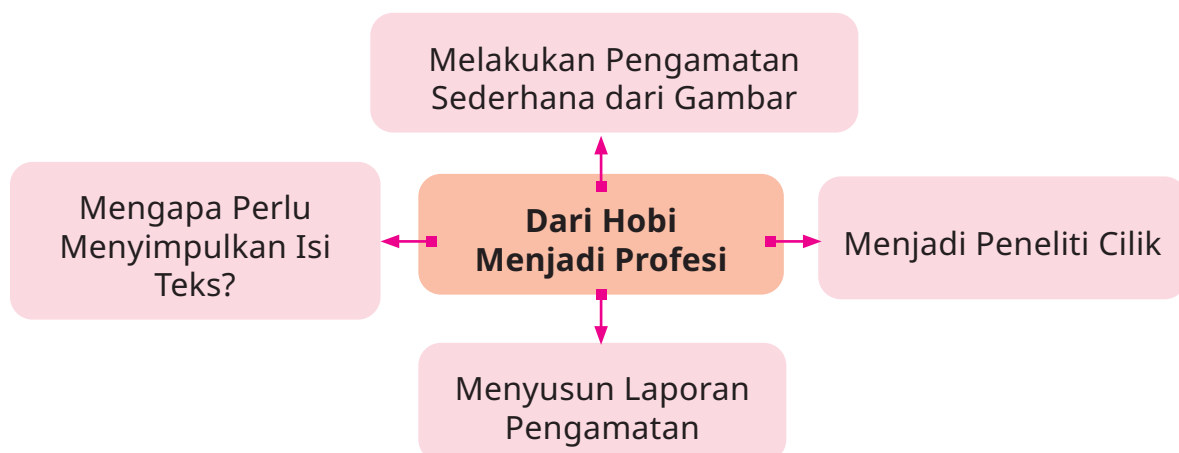 Melakukan Pengamatan
Sederhana dari Gambar
Mengapa Perlu
Menyimpulkan Isi
Teks?
Dari Hobi
Menjadi Profesi
Menjadi Peneliti Cilik
Menyusun Laporan
Pengamatan